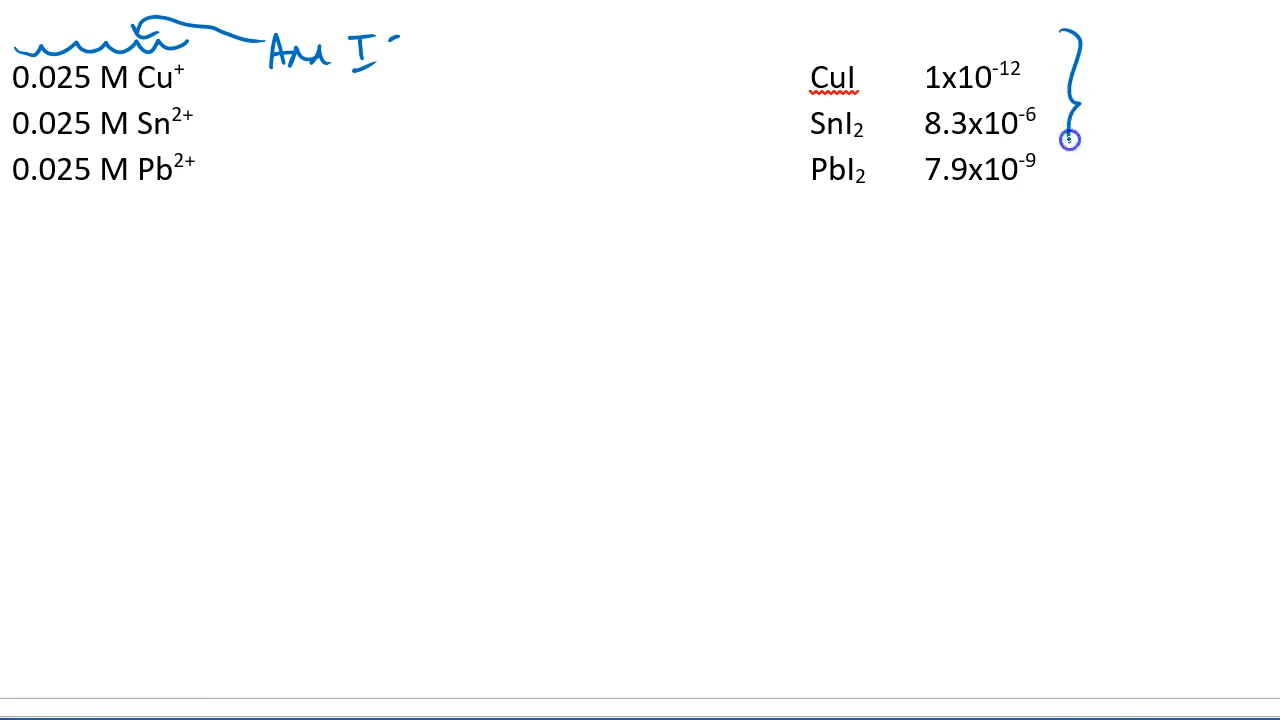 Add I⁻
0.025 M Cu⁺ CuI 1x10⁻¹²
0.025 M Sn²⁺ SnI₂ 8.3x10⁻⁶
0.025 M Pb²⁺ PbI₂ 7.9x10⁻⁹